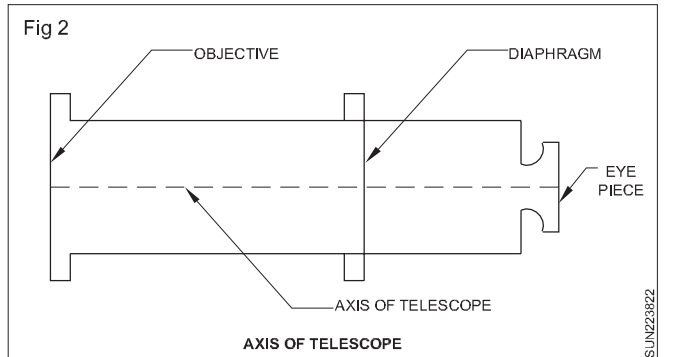 Fig 2
OBJECTIVE
DIAPHRAGM
EYE
PIECE
AXIS OF TELESCOPE
AXIS OF TELESCOPE
SUN223822